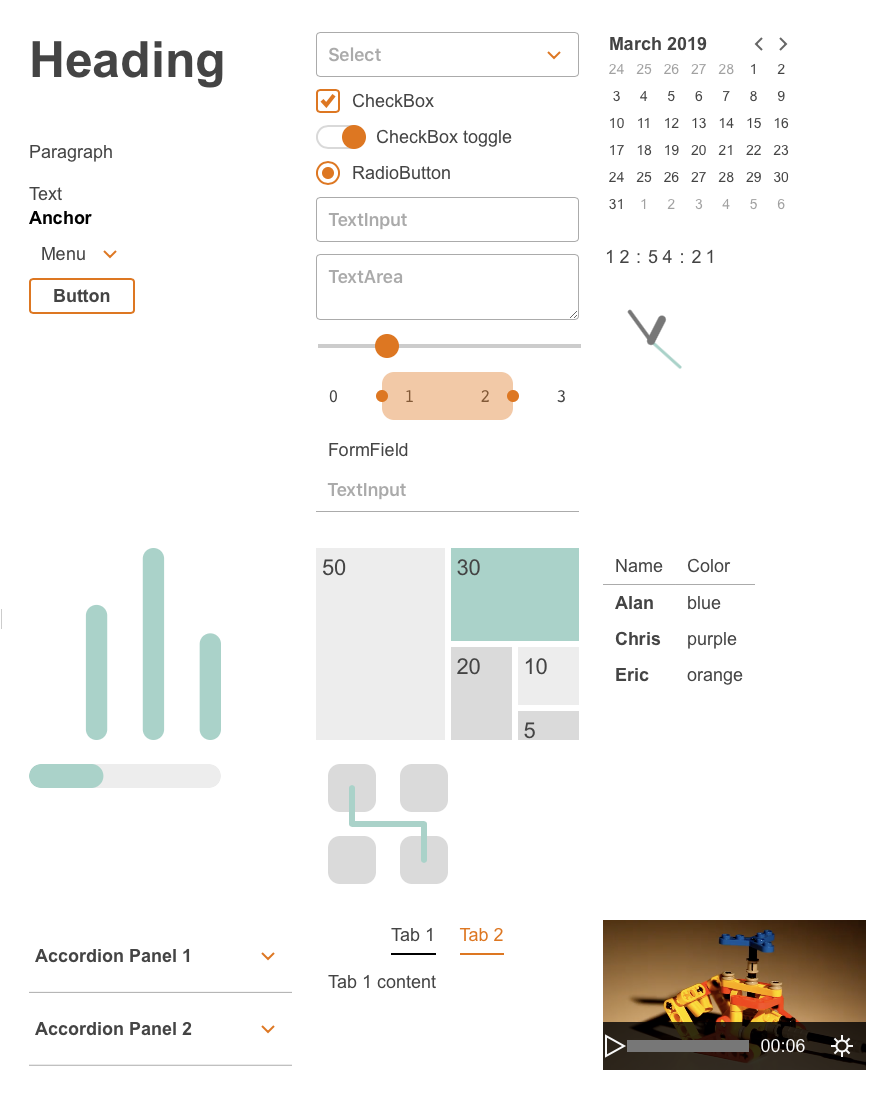 Heading
Paragraph
Text
Anchor
Menu
Button
Select
CheckBox
CheckBox toggle
RadioButton
TextInput
TextArea
0 1 2 3
FormField
TextInput
March 2019
24 25 26 27 28 1 2
3 4 5 6 7 8 9
10 11 12 13 14 15 16
17 18 19 20 21 22 23
24 25 26 27 28 29 30
31 1 2 3 4 5 6
12:54:21
50
30
20
10
5
Name Color
Alan blue
Chris purple
Eric orange
Accordion Panel 1
Accordion Panel 2
Tab 1 Tab 2
Tab 1 content
00:06